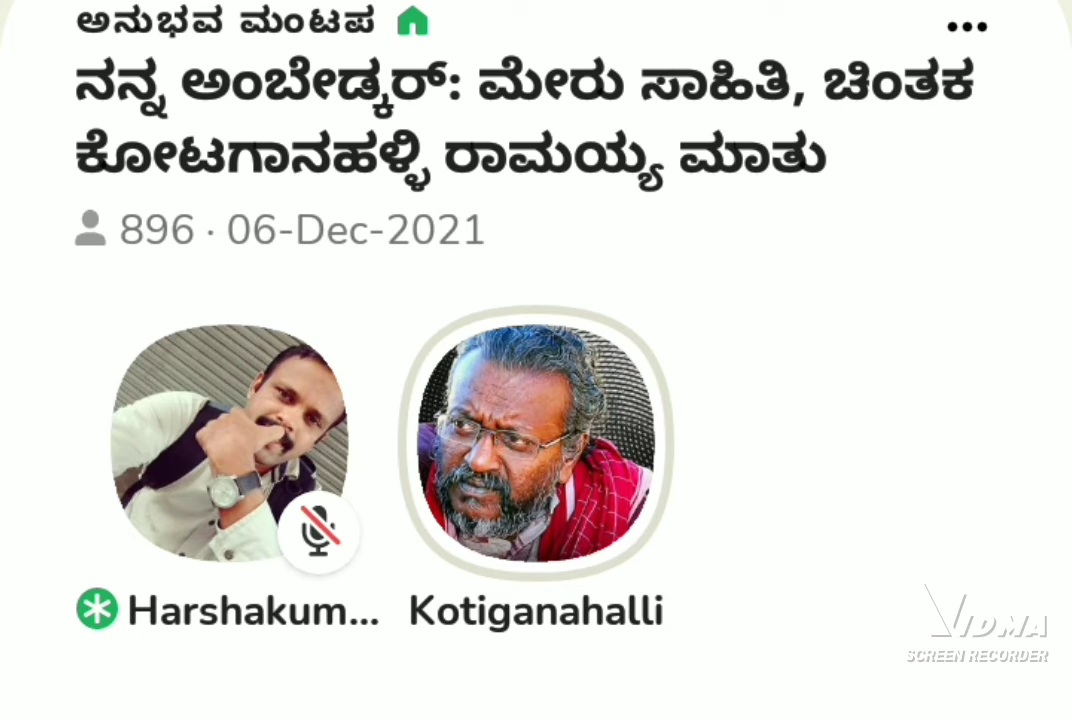 ಅನುಭವ ಮಂಟಪ
ನನ್ನ ಅಂಬೇಡ್ಕರ್: ಮೇರು ಸಾಹಿತಿ, ಚಿಂತಕ
ಕೋಟಗಾನಹಳ್ಳಿ ರಾಮಯ್ಯ ಮಾತು
896 · 06-Dec-2021
Harshakum... Kotiganahalli
VIDMA
SCREEN RECORDER